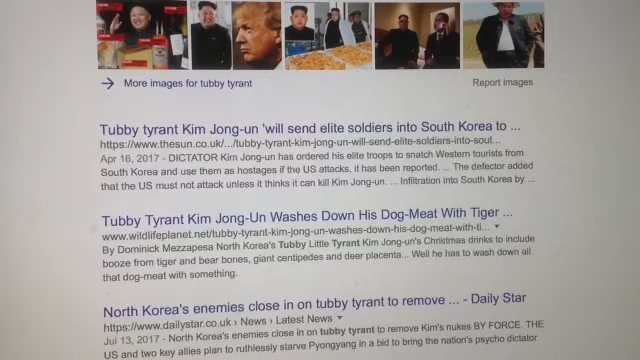 More images for tubby tyrant
Report images
Tubby tyrant Kim Jong-un 'will send elite soldiers into South Korea to ...
https://www.thesun.co.uk/.../tubby-tyrant-kim-jong-un-will-send-elite-soldiers-into-sout...
Apr 16, 2017 - DICTATOR Kim Jong-un has ordered his elite troops to snatch Western tourists from
South Korea and use them as hostages if the US attacks, it has been reported. ... The defector added
that the US must not attack unless it thinks it can kill Kim Jong-un. ... Infiltration into South Korea by ...
Tubby Tyrant Kim Jong-Un Washes Down His Dog-Meat With Tiger ...
www.wildlifeplanet.net/tubby-tyrant-kim-jong-un-washes-down-his-dog-meat-with-ti...
By Dominick Mezzapesa North Korea's Tubby Little Tyrant Kim Jong-un's Christmas drinks to include
booze from tiger and bear bones, giant centipedes and deer placenta... Well he has to wash down all
that dog-meat with something.
North Korea's enemies close in on tubby tyrant to remove ... - Daily Star
https://www.dailystar.co.uk › News › Latest News
Jul 13, 2017 - North Korea's enemies close in on tubby tyrant to remove Kim's nukes BY FORCE. THE
US and two key allies plan to ruthlessly starve Pyongyang in a bid to bring the nation's psycho dictator